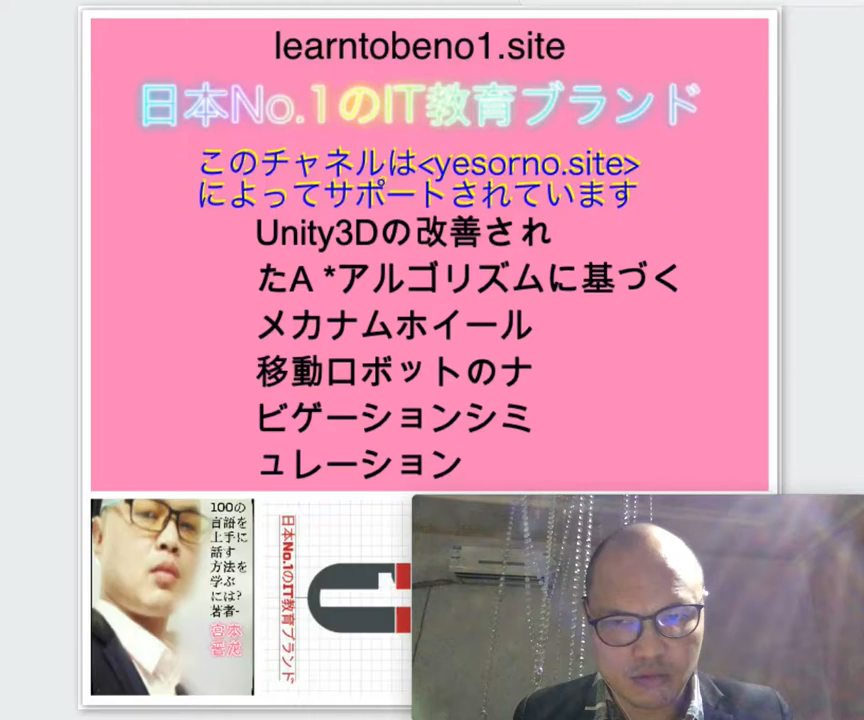 learntobeno1.site
日本No.1のIT教育ブランド
このチャネルは<yesorno.site>
によってサポートされています
Unity3Dの改善され
たA *アルゴリズムに基づく
メカナムホイール
移動ロボットのナ
ビゲーションシミ
ュレーション
100の
言語を
上手に
話す
方法を
学ぶ
には?
著者-
日本No.1のIT教育ブランド